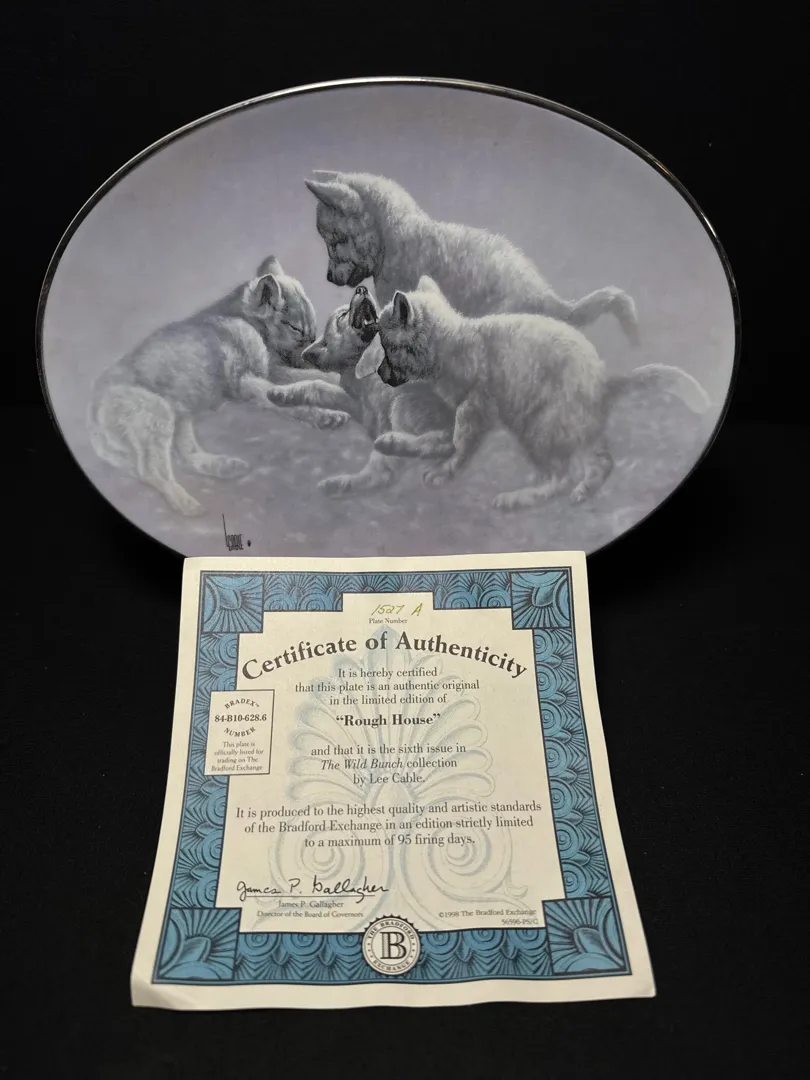 1527 A
Plate Number
Certificate of Authenticity
It is hereby certified
that this plate is an authentic original
in the limited edition of
“Rough House”
and that it is the sixth issue in
The Wild Bunch collection
by Lee Cable.
It is produced to the highest quality and artistic standards
of the Bradford Exchange in an edition strictly limited
to a maximum of 95 firing days.
BRADEX™
84-B10-628.6
NUMBER
This plate is
officially listed for
trading on The
Bradford Exchange
James P. Gallagher
James P. Gallagher
Director of the Board of Governors
©1998 The Bradford Exchange
THE BRADFORD
B
EXCHANGE